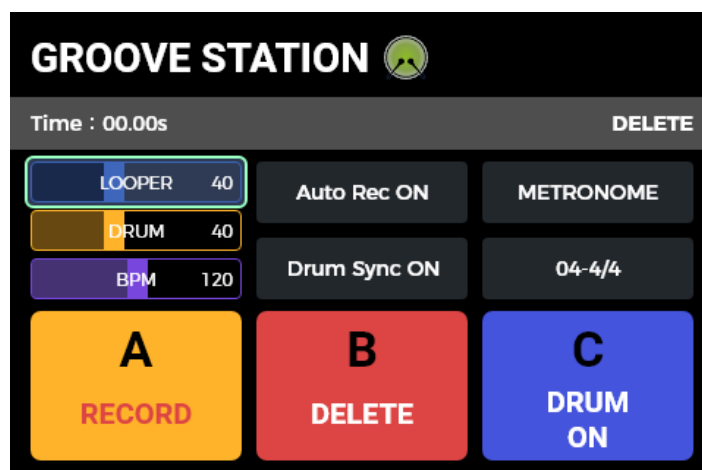 GROOVE STATION
Time : 00.00s DELETE
LOOPER 40
DRUM 40
BPM 120
Auto Rec ON
METRONOME
Drum Sync ON
04-4/4
A
RECORD
B
DELETE
C
DRUM
ON